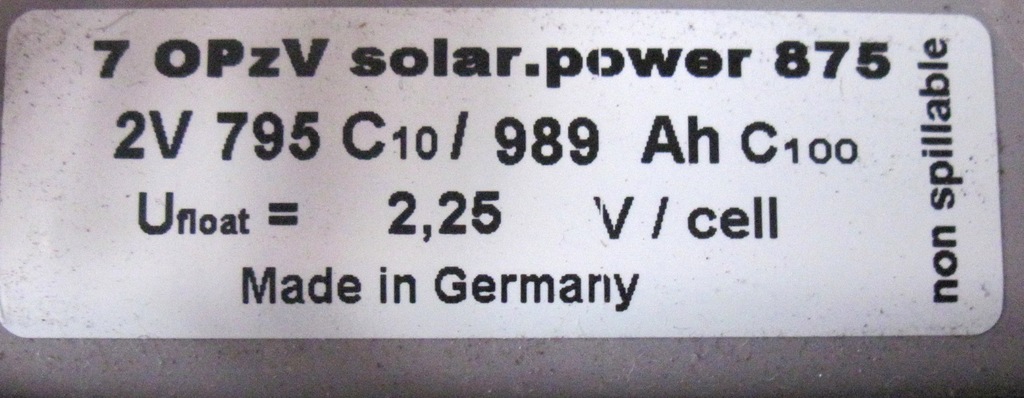 7 OPzV solar.power 875
2V 795 C10 / 989 Ah C100
Ufloat = 2,25 V / cell
Made in Germany
non spillable